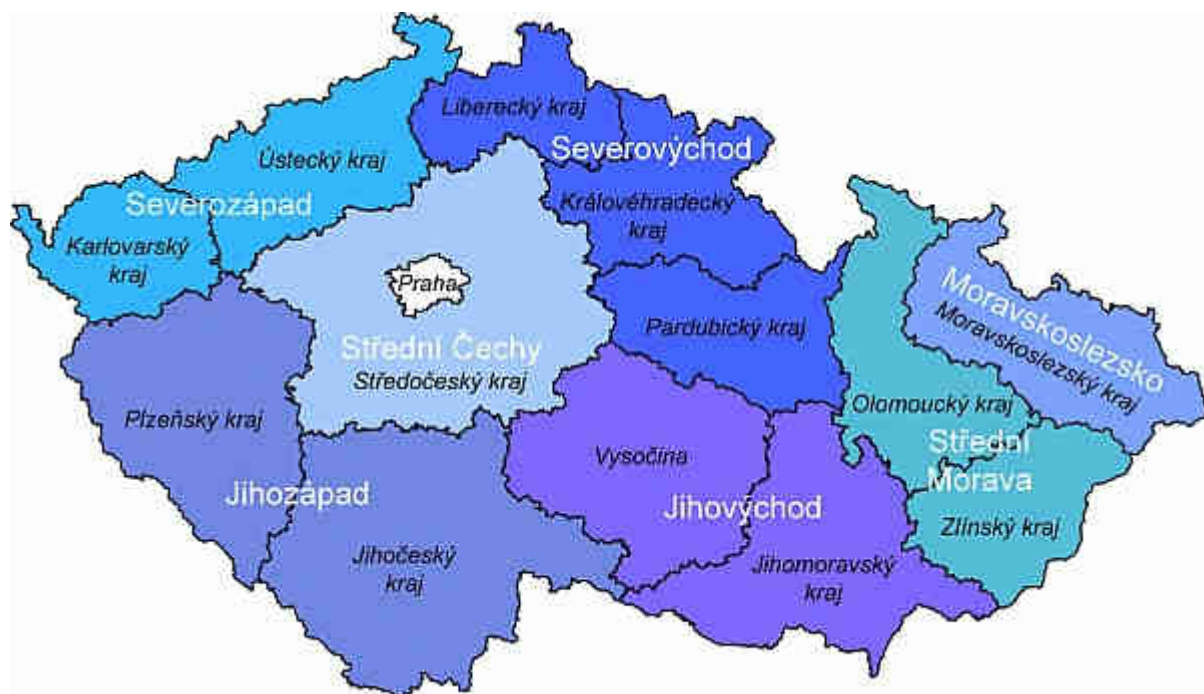 Liberecký kraj
Severovýchod
Ústecký kraj
Severozápad
Královéhradecký
kraj
Karlovarský
kraj
Praha
Moravskoslezsko
Moravskoslezský kraj
Pardubický kraj
Střední Čechy
Středočeský kraj
Olomoucký kraj
Plzeňský kraj
Střední
Morava
Vysočina
Jihozápad
Jihovýchod
Zlínský kraj
Jihočeský
kraj
Jihomoravský
kraj